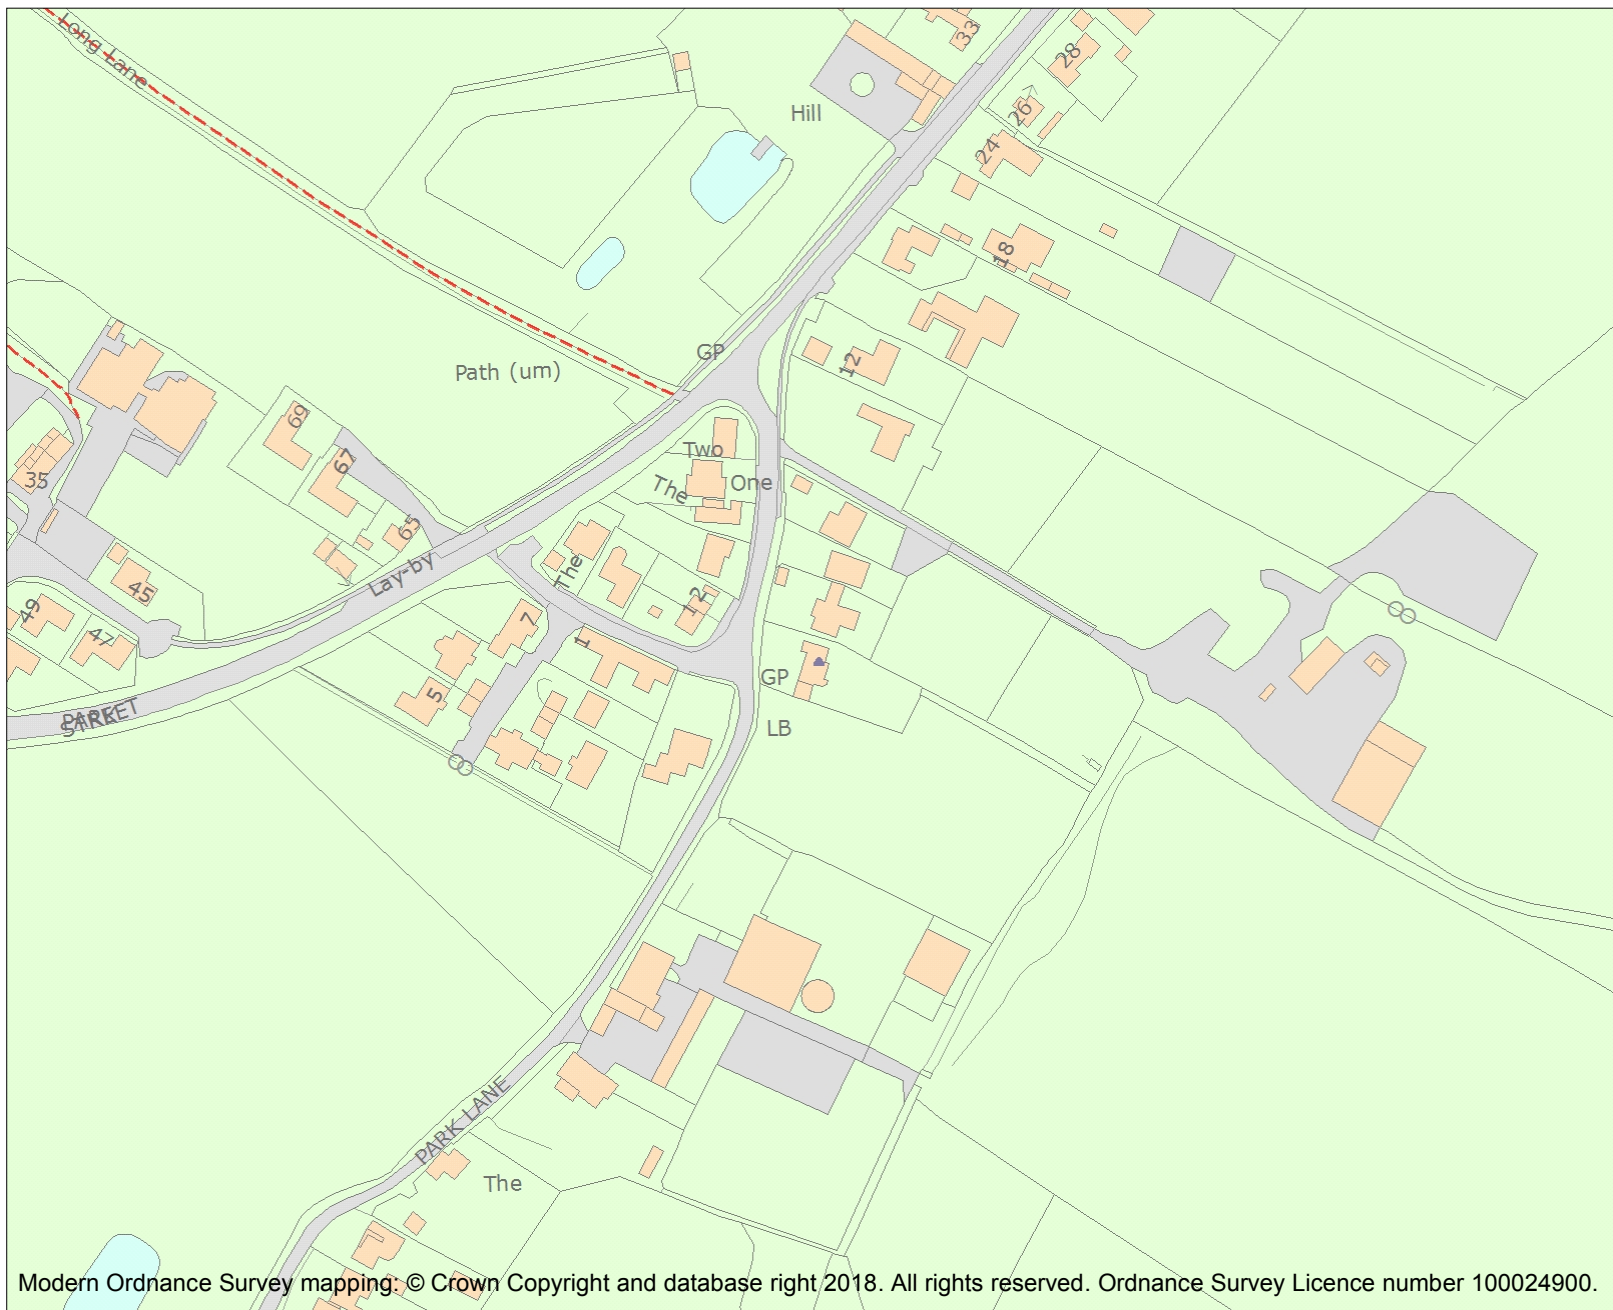 Long Lane
33
28
Hill
26
24
18
GP
12
Path (um)
69
Two
67
The
One
35
65
The
Lay-by
45
1 2
49
7
47
1
GP
5
PARK
STREET
LB
PARK LANE
The
Modern Ordnance Survey mapping: © Crown Copyright and database right 2018. All rights reserved. Ordnance Survey Licence number 100024900.